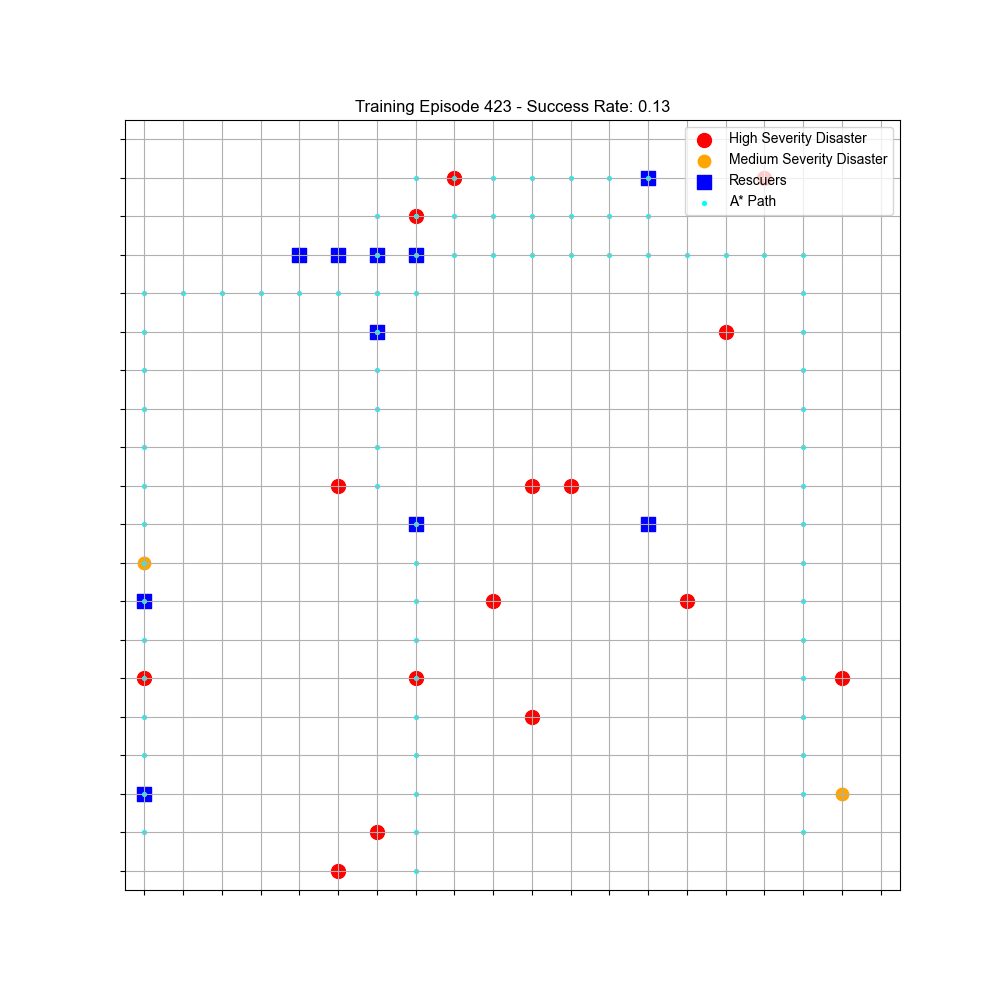 Training Episode 423 - Success Rate: 0.13
High Severity Disaster
Medium Severity Disaster
Rescuers
A* Path